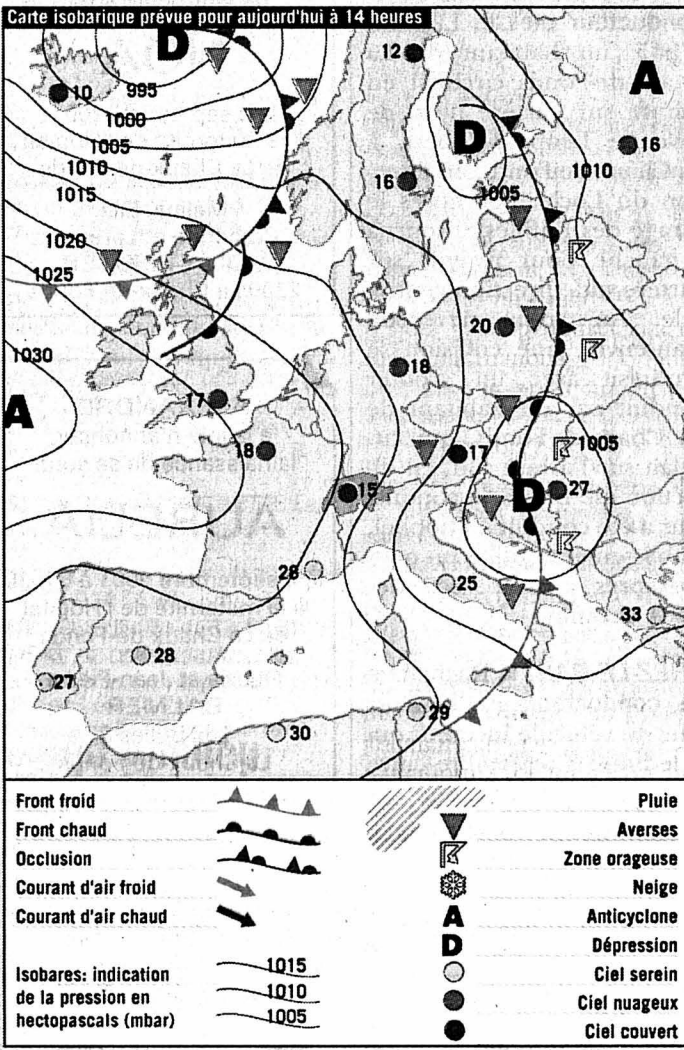 Carte isobarique prévue pour aujourd'hui à 14 heures
D
12
A
10
995
1000
1005
1010
1015
1020
1025
1030
D
16
16
1010
1005
20
18
A
17
18
17
1005
15
D
27
28
25
33
28
27
29
30
Front froid
Front chaud
Occlusion
Courant d'air froid
Courant d'air chaud
Isobares: indication
de la pression en
hectopascals (mbar)
1015
1010
1005
Pluie
Averses
Zone orageuse
Neige
A Anticyclone
D Dépression
Ciel serein
Ciel nuageux
Ciel couvert